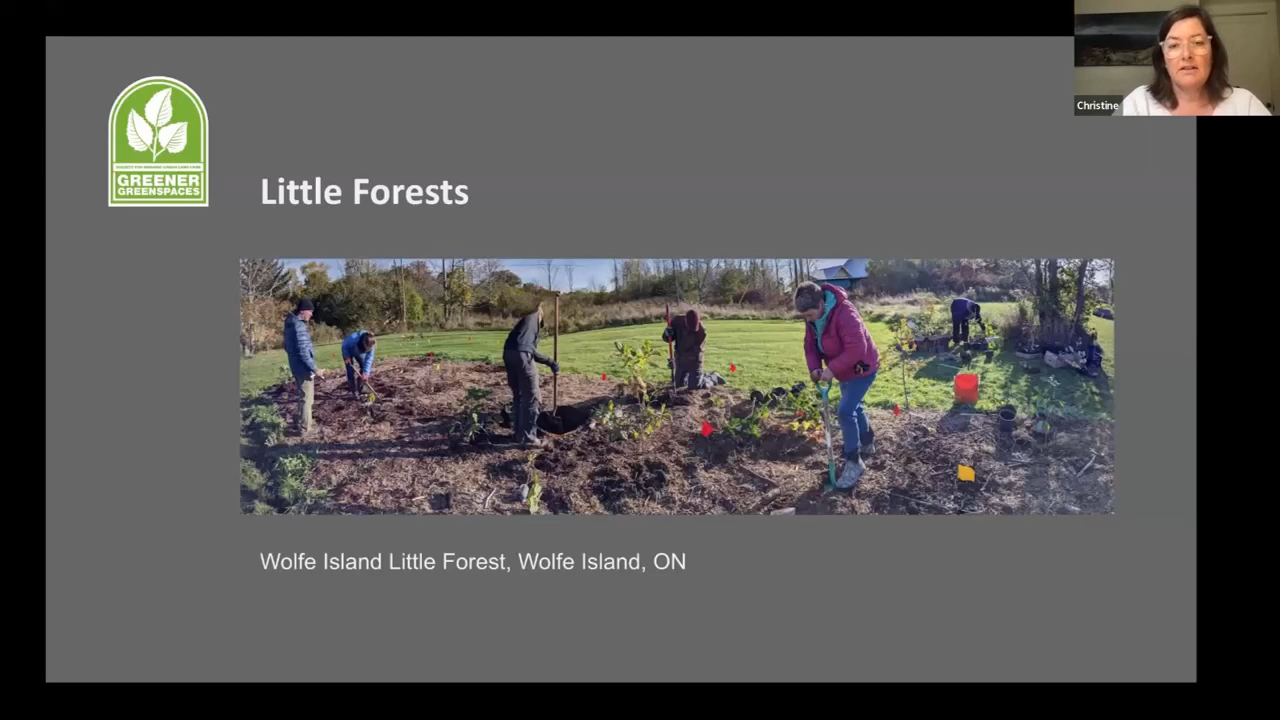 Christine
GREENER
GREENSPACES
Little Forests
Wolfe Island Little Forest, Wolfe Island, ON